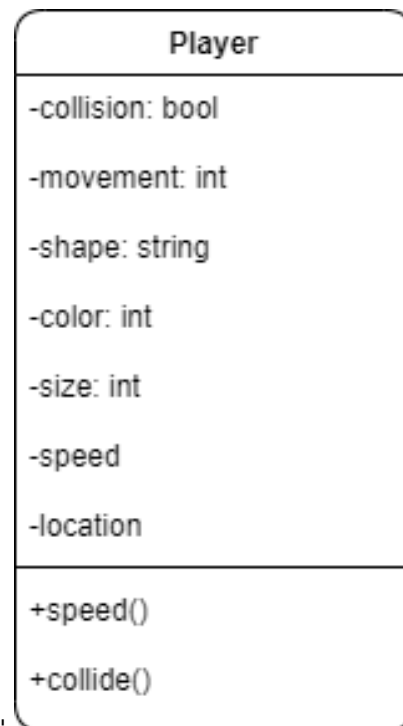 Player
-collision: bool
-movement: int
-shape: string
-color: int
-size: int
-speed
-location
+speed()
+collide()